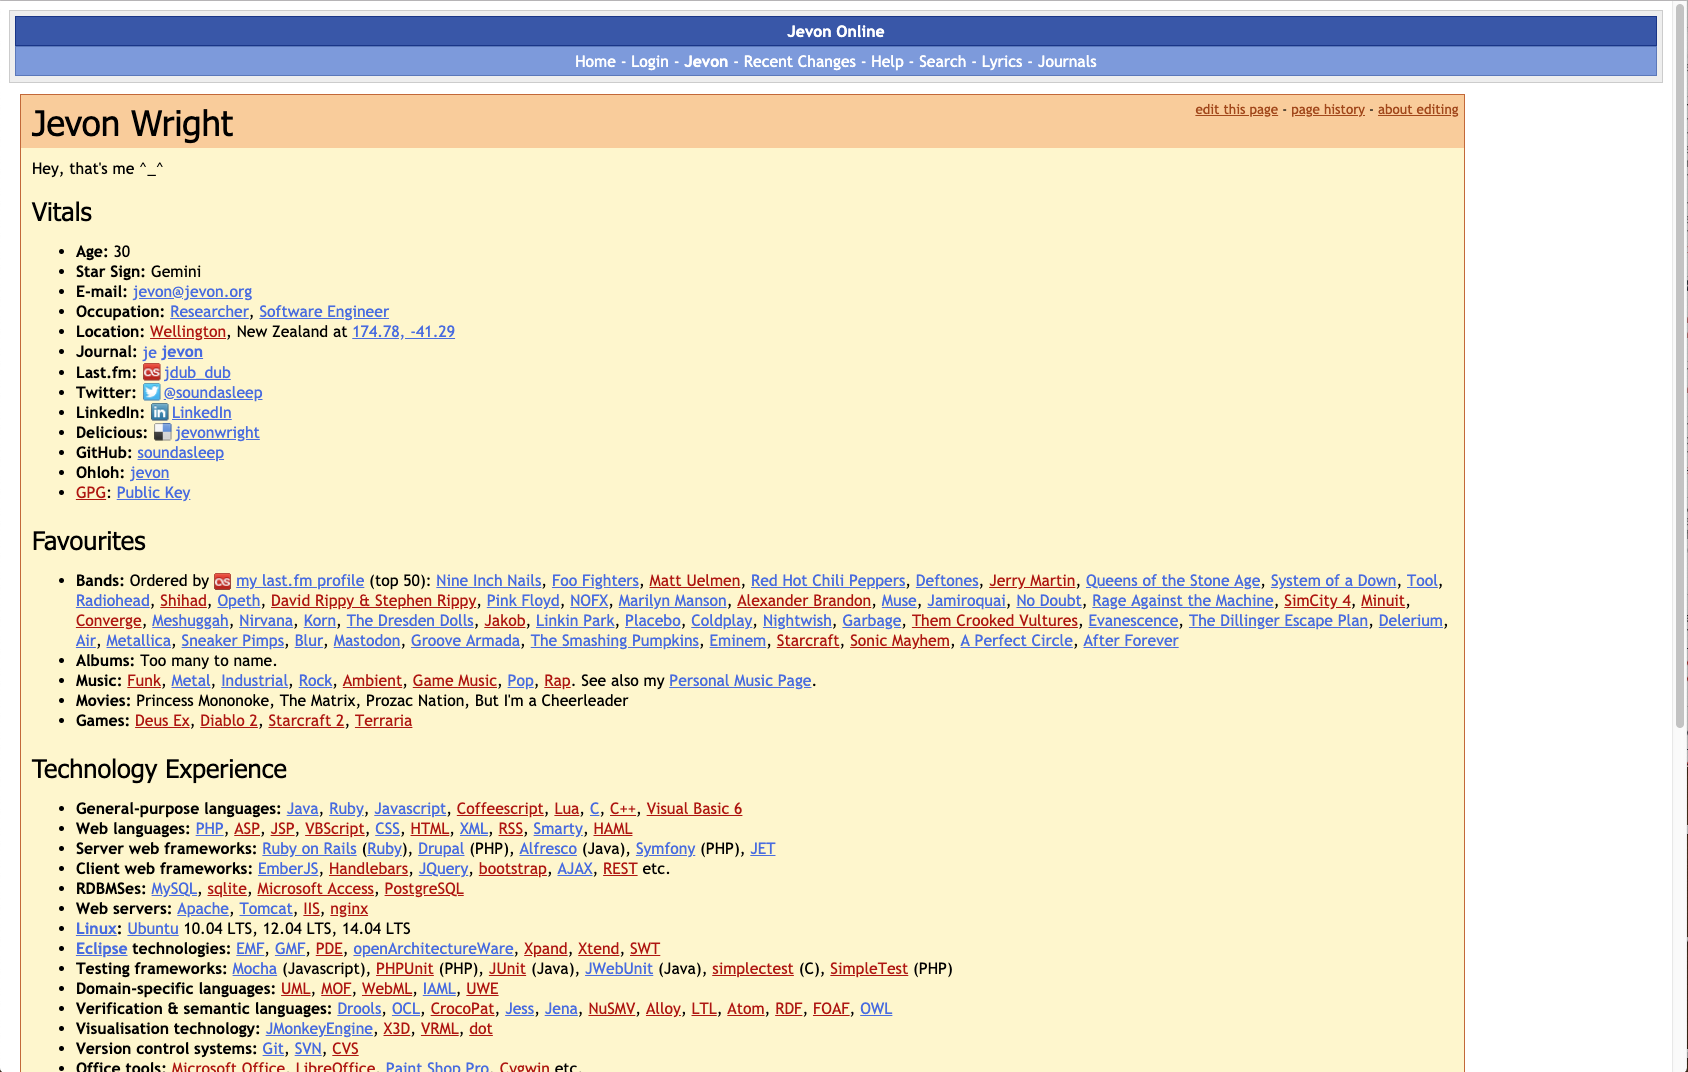 Jevon Online
Home - Login - Jevon - Recent Changes - Help - Search - Lyrics - Journals
Jevon Wright
edit this page - page history - about editing
Hey, that's me ^_^
Vitals
• Age: 30
• Star Sign: Gemini
• E-mail: jevon@jevon.org
• Occupation: Researcher, Software Engineer
• Location: Wellington, New Zealand at 174.78, -41.29
• Journal: je jevon
• Last.fm: jdub_dub
• Twitter: @soundasleep
• LinkedIn: in LinkedIn
• Delicious: jevonwright
• GitHub: soundasleep
• Ohloh: jevon
• GPG: Public Key
Favourites
• Bands: Ordered by my last.fm profile (top 50): Nine Inch Nails, Foo Fighters, Matt Uelmen, Red Hot Chili Peppers, Deftones, Jerry Martin, Queens of the Stone Age, System of a Down, Tool,
Radiohead, Shihad, Opeth, David Rippy & Stephen Rippy, Pink Floyd, NOFX, Marilyn Manson, Alexander Brandon, Muse, Jamiroquai, No Doubt, Rage Against the Machine, SimCity 4, Minuit,
Converge, Meshuggah, Nirvana, Korn, The Dresden Dolls, Jakob, Linkin Park, Placebo, Coldplay, Nightwish, Garbage, Them Crooked Vultures, Evanescence, The Dillinger Escape Plan, Delerium,
Air, Metallica, Sneaker Pimps, Blur, Mastodon, Groove Armada, The Smashing Pumpkins, Eminem, Starcraft, Sonic Mayhem, A Perfect Circle, After Forever
• Albums: Too many to name.
• Music: Funk, Metal, Industrial, Rock, Ambient, Game Music, Pop, Rap. See also my Personal Music Page.
• Movies: Princess Mononoke, The Matrix, Prozac Nation, But I'm a Cheerleader
• Games: Deus Ex, Diablo 2, Starcraft 2, Terraria
Technology Experience
• General-purpose languages: Java, Ruby, Javascript, Coffeescript, Lua, C, C++, Visual Basic 6
• Web languages: PHP, ASP, JSP, VBScript, CSS, HTML, XML, RSS, Smarty, HAML
• Server web frameworks: Ruby on Rails (Ruby), Drupal (PHP), Alfresco (Java), Symfony (PHP), JET
• Client web frameworks: EmberJS, Handlebars, JQuery, bootstrap, AJAX, REST etc.
• RDBMSes: MySQL, sqlite, Microsoft Access, PostgreSQL
• Web servers: Apache, Tomcat, IIS, nginx
• Linux: Ubuntu 10.04 LTS, 12.04 LTS, 14.04 LTS
• Eclipse technologies: EMF, GMF, PDE, openArchitectureWare, Xpand, Xtend, SWT
• Testing frameworks: Mocha (Javascript), PHPUnit (PHP), JUnit (Java), JWebUnit (Java), simplectest (C), SimpleTest (PHP)
• Domain-specific languages: UML, MOF, WebML, IAML, UWE
• Verification & semantic languages: Drools, OCL, CrocoPat, Jess, Jena, NuSMV, Alloy, LTL, Atom, RDF, FOAF, OWL
• Visualisation technology: JMonkeyEngine, X3D, VRML, dot
• Version control systems: Git, SVN, CVS
• Office tools: Microsoft Office, LibreOffice, Paint Shop Pro, Cygwin etc.